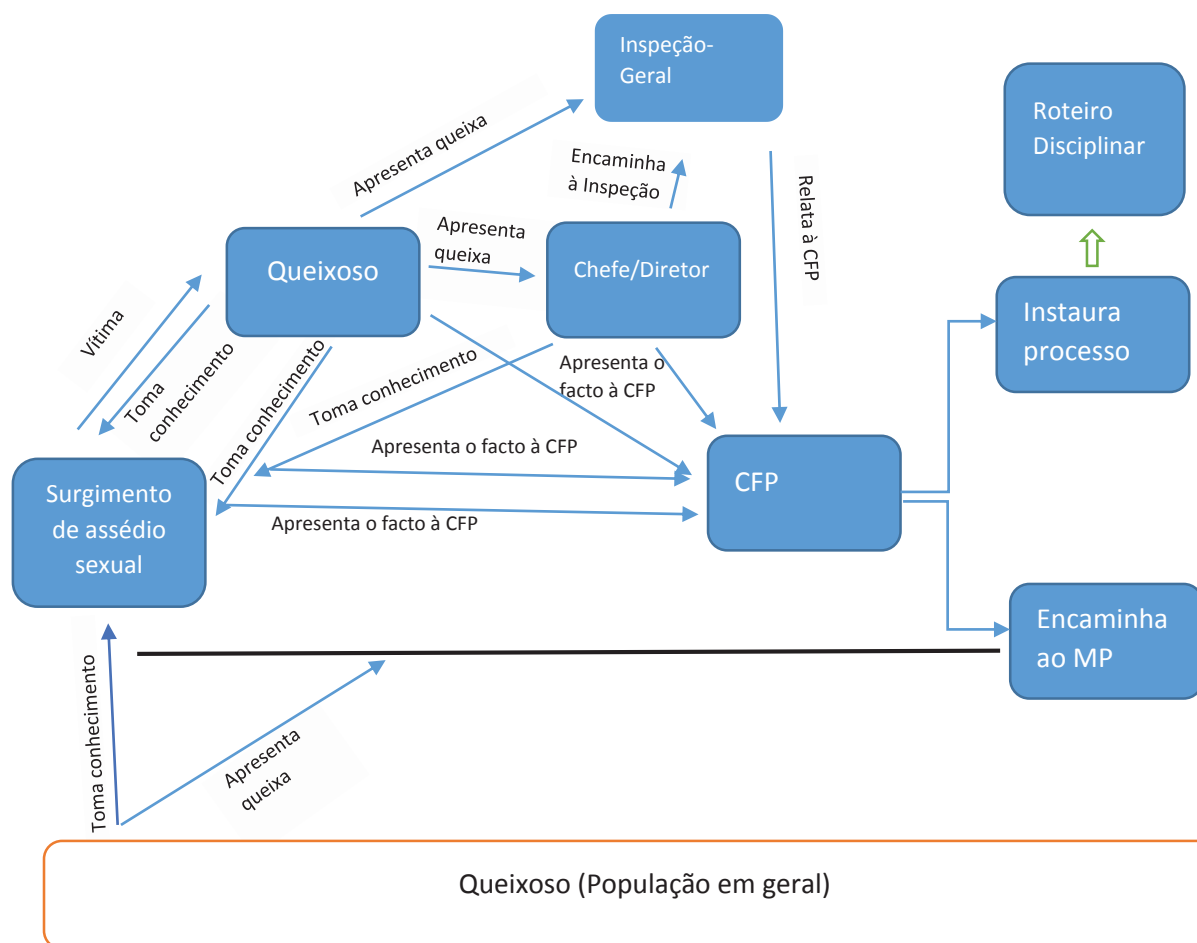 Inspeção-
Geral
Roteiro
Disciplinar
Apresenta queixa
Encaminha
à Inspeção
Relata à CFP
Apresenta
queixa
Queixoso
Chefe/Diretor
Vítima
Toma
conhecimento
Toma conhecimento
Toma conhecimento
Apresenta o
facto à CFP
Instaura
processo
Apresenta o facto à CFP
CFP
Surgimento
de assédio
sexual
Apresenta o facto à CFP
Encaminha
ao MP
Toma conhecimento
Apresenta
queixa
Queixoso (População em geral)